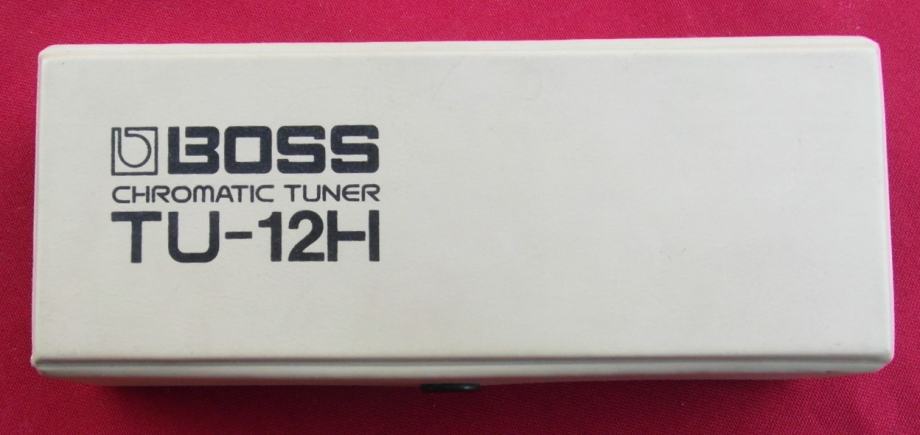 BOSS
CHROMATIC TUNER
TU-12H